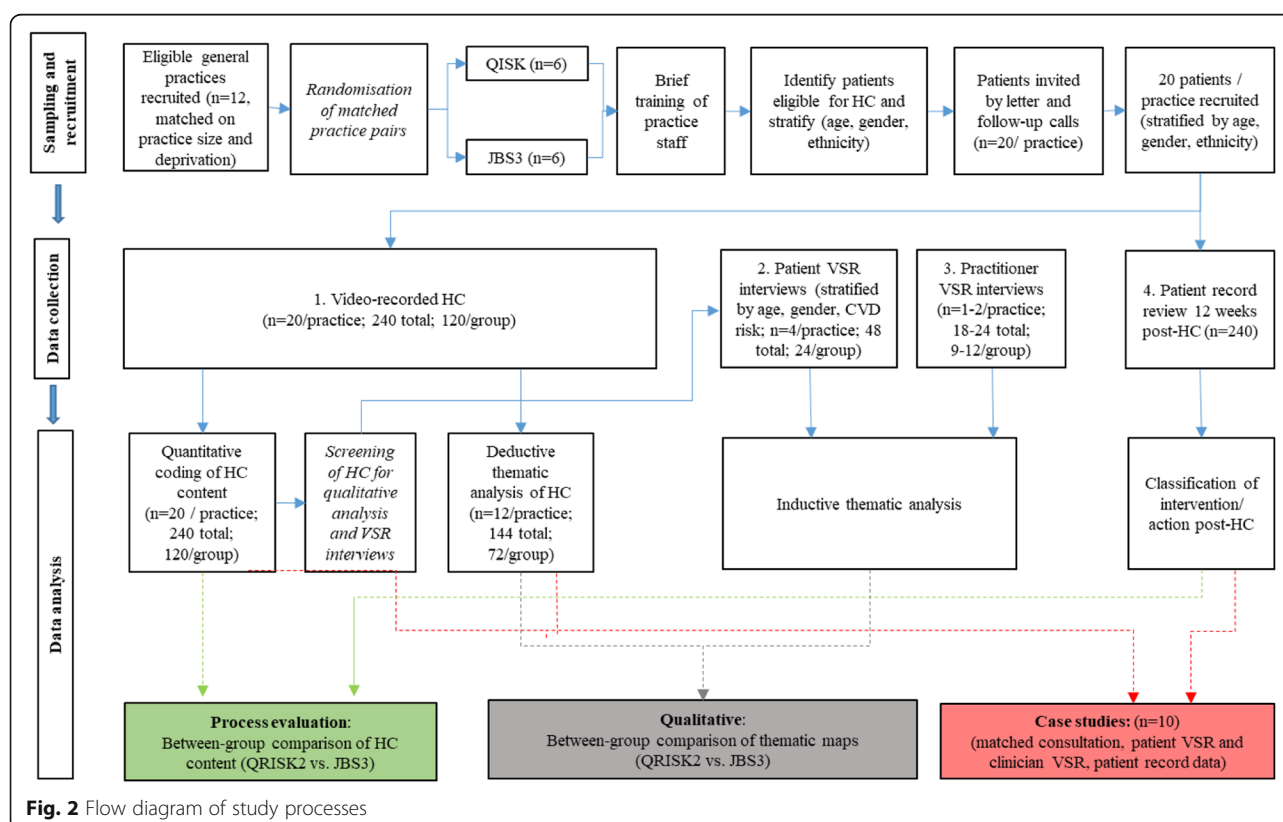 Sampling and
recruitment
Eligible general
practices
recruited (n=12,
matched on
practice size and
deprivation)
Randomisation
of matched
practice pairs
QISK (n=6)
JBS3 (n=6)
Brief
training of
practice
staff
Identify patients
eligible for HC and
stratify (age, gender,
ethnicity)
Patients invited
by letter and
follow-up calls
(n=20/ practice)
20 patients /
practice recruited
(stratified by age,
gender, ethnicity)
Data collection
1. Video-recorded HC
(n=20/practice; 240 total; 120/group)
2. Patient VSR
interviews (stratified
by age, gender, CVD
risk; n=4/practice; 48
total; 24/group)
3. Practitioner
VSR interviews
(n=1-2/practice;
18-24 total;
9-12/group)
4. Patient record
review 12 weeks
post-HC (n=240)
Data analysis
Quantitative
coding of HC
content
(n=20 / practice;
240 total;
120/group)
Screening
of HC for
qualitative
analysis
and VSR
interviews
Deductive
thematic
analysis of HC
(n=12/practice;
144 total;
72/group)
Inductive thematic analysis
Classification of
intervention/
action post-HC
Process evaluation:
Between-group comparison of HC
content (QRISK2 vs. JBS3)
Qualitative:
Between-group comparison of thematic maps
(QRISK2 vs. JBS3)
Case studies: (n=10)
(matched consultation, patient VSR and
clinician VSR, patient record data)
Fig. 2 Flow diagram of study processes